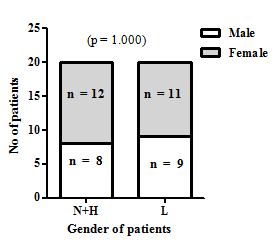 (p = 1.000)
Male
Female
No of patients
25
20
15
10
5
0
n = 12
n = 11
n = 8
n = 9
N+H
L
Gender of patients